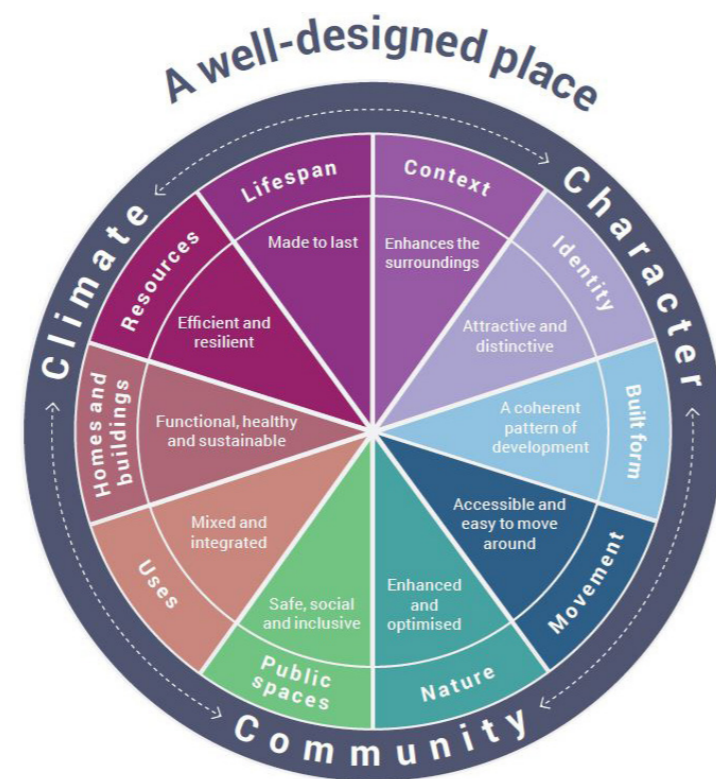 A well-designed place
Climate
Character
Community
Context
Enhances the
surroundings
Identity
Attractive and
distinctive
Built form
A coherent
pattern of
development
Movement
Accessible and
easy to move
around
Nature
Enhanced
and
optimised
Public
spaces
Safe, social
and inclusive
Uses
Mixed and
integrated
Homes and
buildings
Functional, healthy
and sustainable
Resources
Efficient and
resilient
Lifespan
Made to last